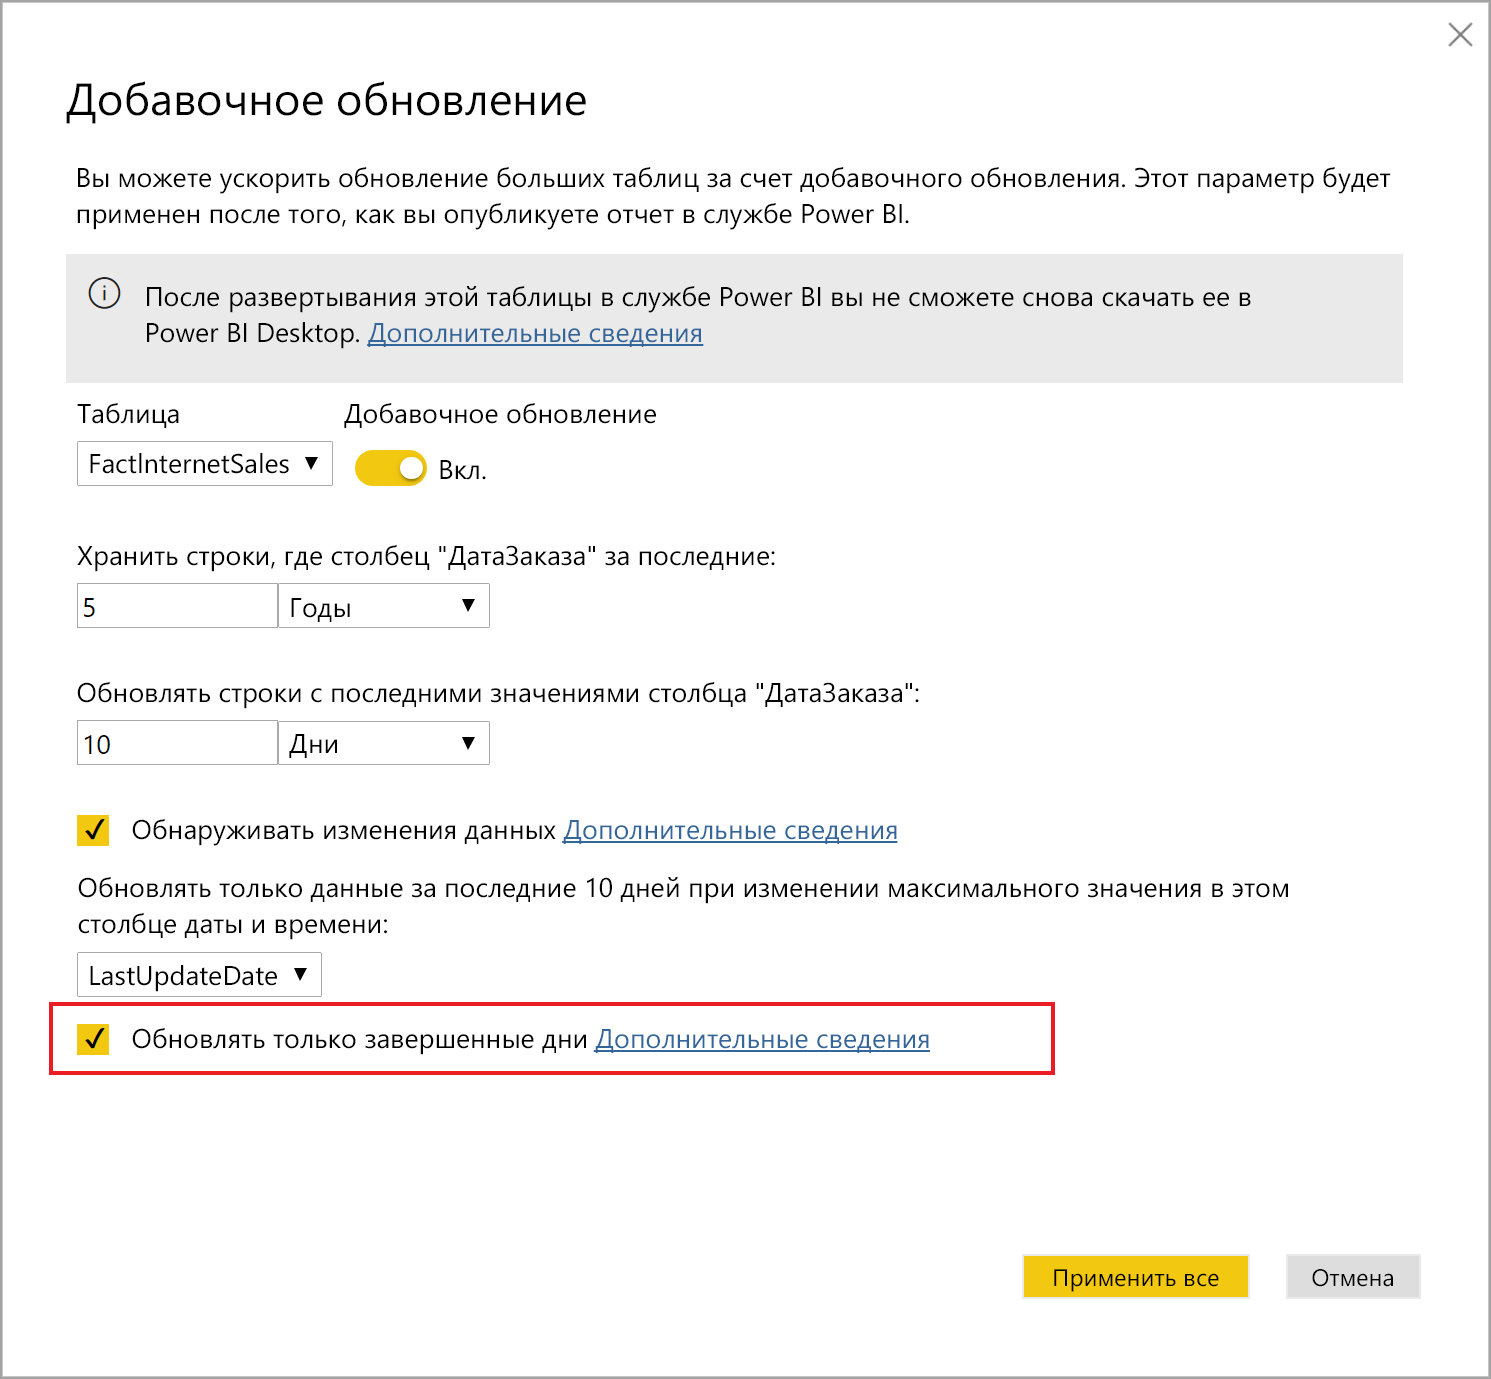 Добавочное обновление
Вы можете ускорить обновление больших таблиц за счет добавочного обновления. Этот параметр будет
применен после того, как вы опубликуете отчет в службе Power BI.
После развертывания этой таблицы в службе Power BI вы не сможете снова скачать ее в
Power BI Desktop. Дополнительные сведения
Таблица Добавочное обновление
FactInternetSales Вкл.
Хранить строки, где столбец "ДатаЗаказа" за последние:
5 Годы
Обновлять строки с последними значениями столбца "ДатаЗаказа":
10 Дни
Обнаруживать изменения данных Дополнительные сведения
Обновлять только данные за последние 10 дней при изменении максимального значения в этом
столбце даты и времени:
LastUpdateDate
Обновлять только завершенные дни Дополнительные сведения
Применить все Отмена